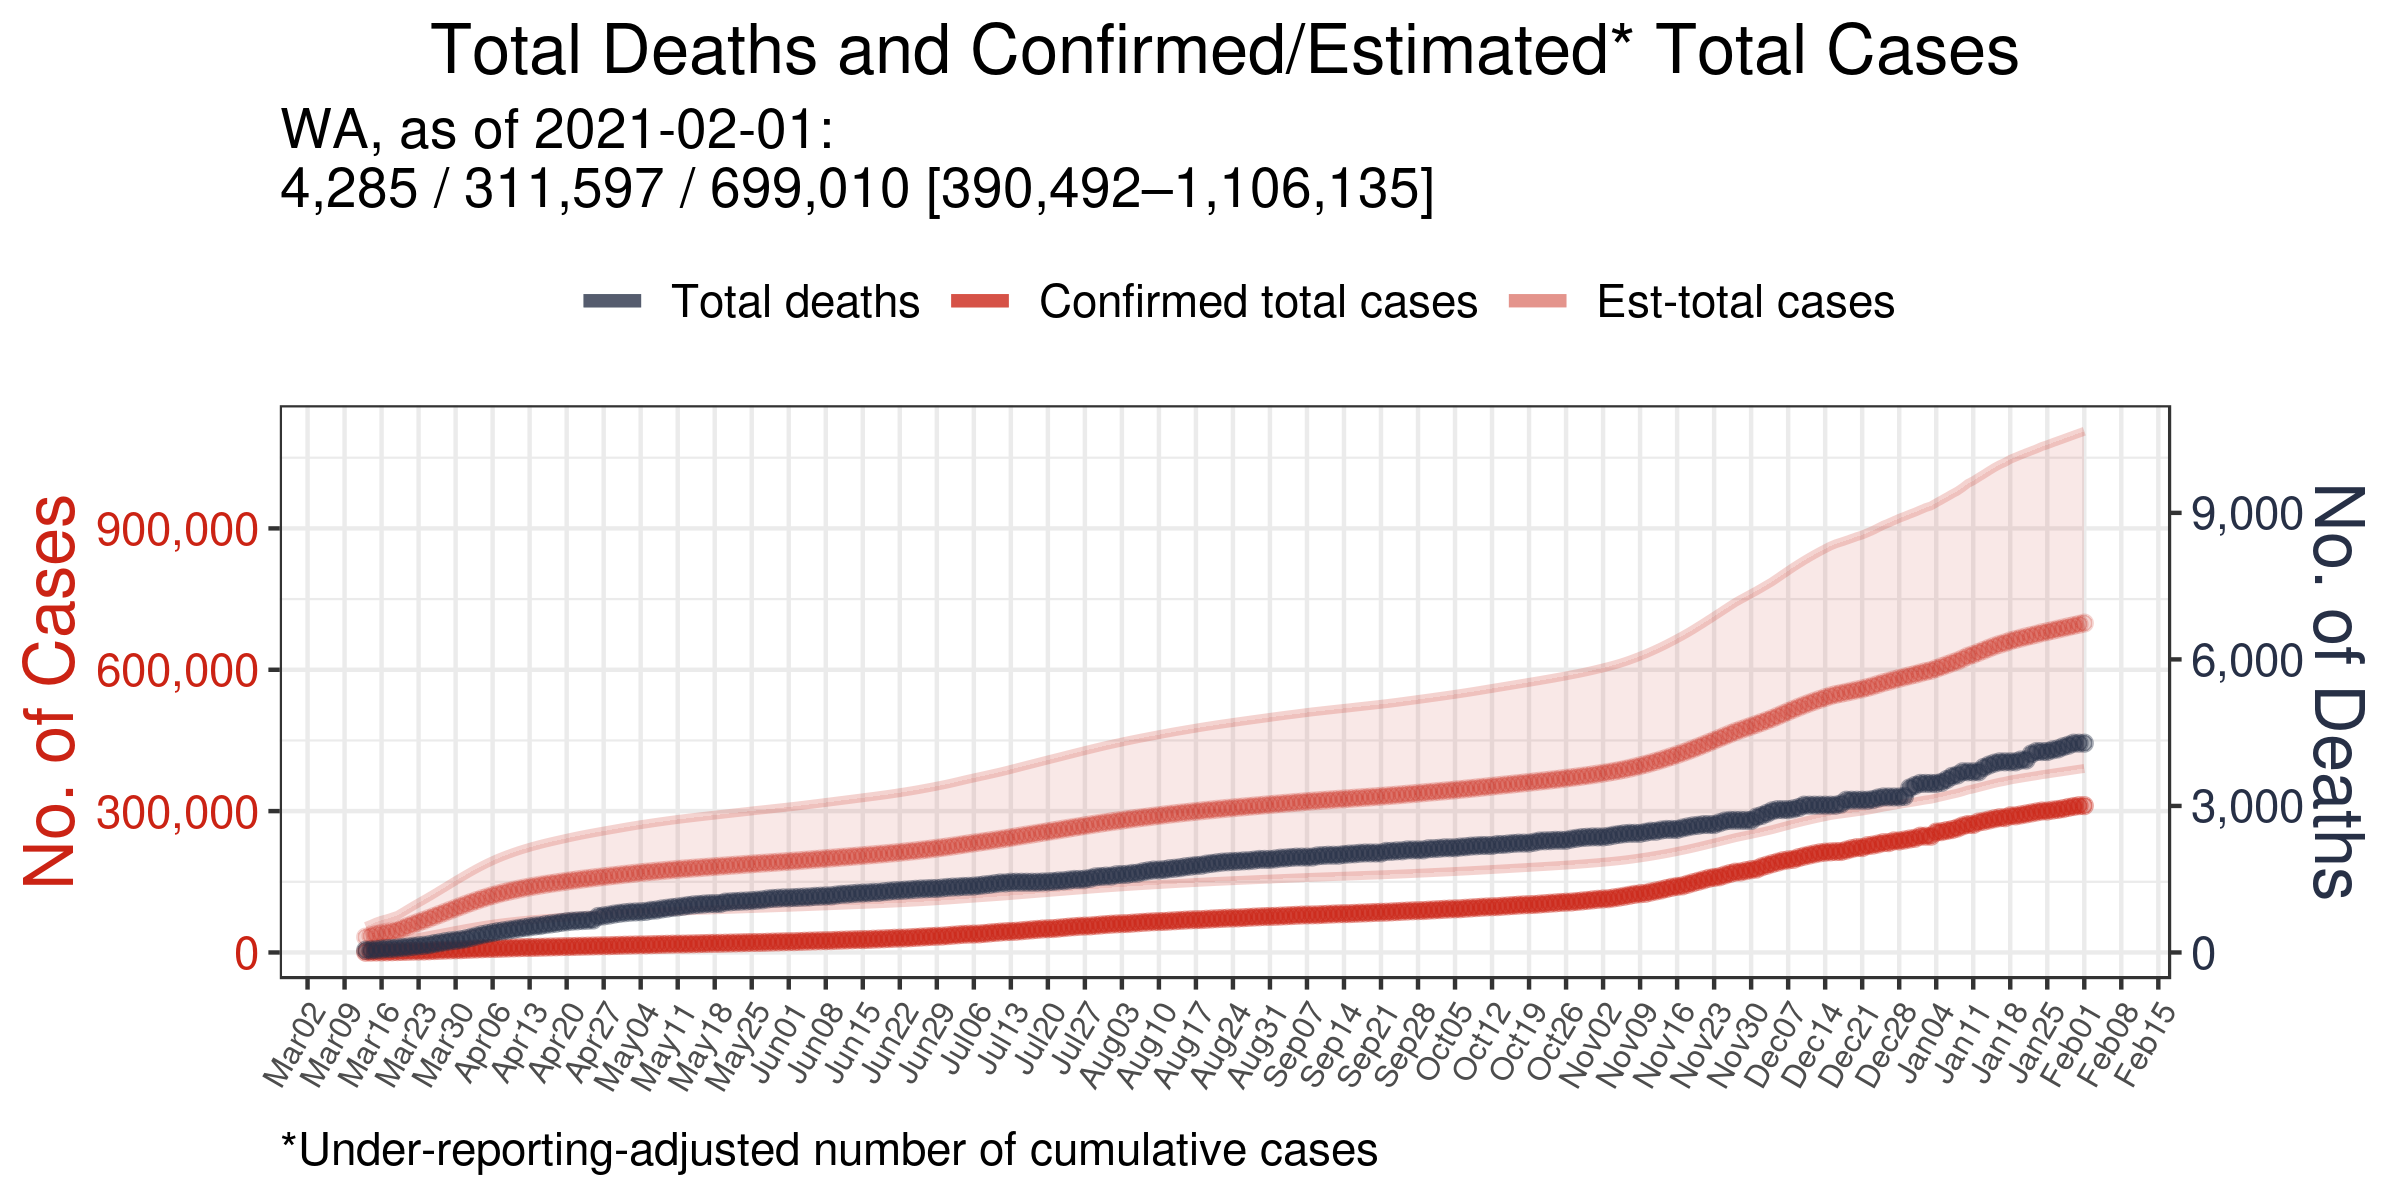 Total Deaths and Confirmed/Estimated* Total Cases
WA, as of 2021-02-01:
4,285 / 311,597 / 699,010 [390,492–1,106,135]
Total deaths
Confirmed total cases
Est-total cases
No. of Cases
900,000
600,000
300,000
0
9,000
6,000
3,000
0
No. of Deaths
Mar02
Mar09
Mar16
Mar23
Mar30
Apr06
Apr13
Apr20
Apr27
May04
May11
May18
May25
Jun01
Jun08
Jun15
Jun22
Jun29
Jul06
Jul13
Jul20
Jul27
Aug03
Aug10
Aug17
Aug24
Aug31
Sep07
Sep14
Sep21
Sep28
Oct05
Oct12
Oct19
Oct26
Nov02
Nov09
Nov16
Nov23
Nov30
Dec07
Dec14
Dec21
Dec28
Jan04
Jan11
Jan18
Jan25
Feb01
Feb08
Feb15
*Under-reporting-adjusted number of cumulative cases